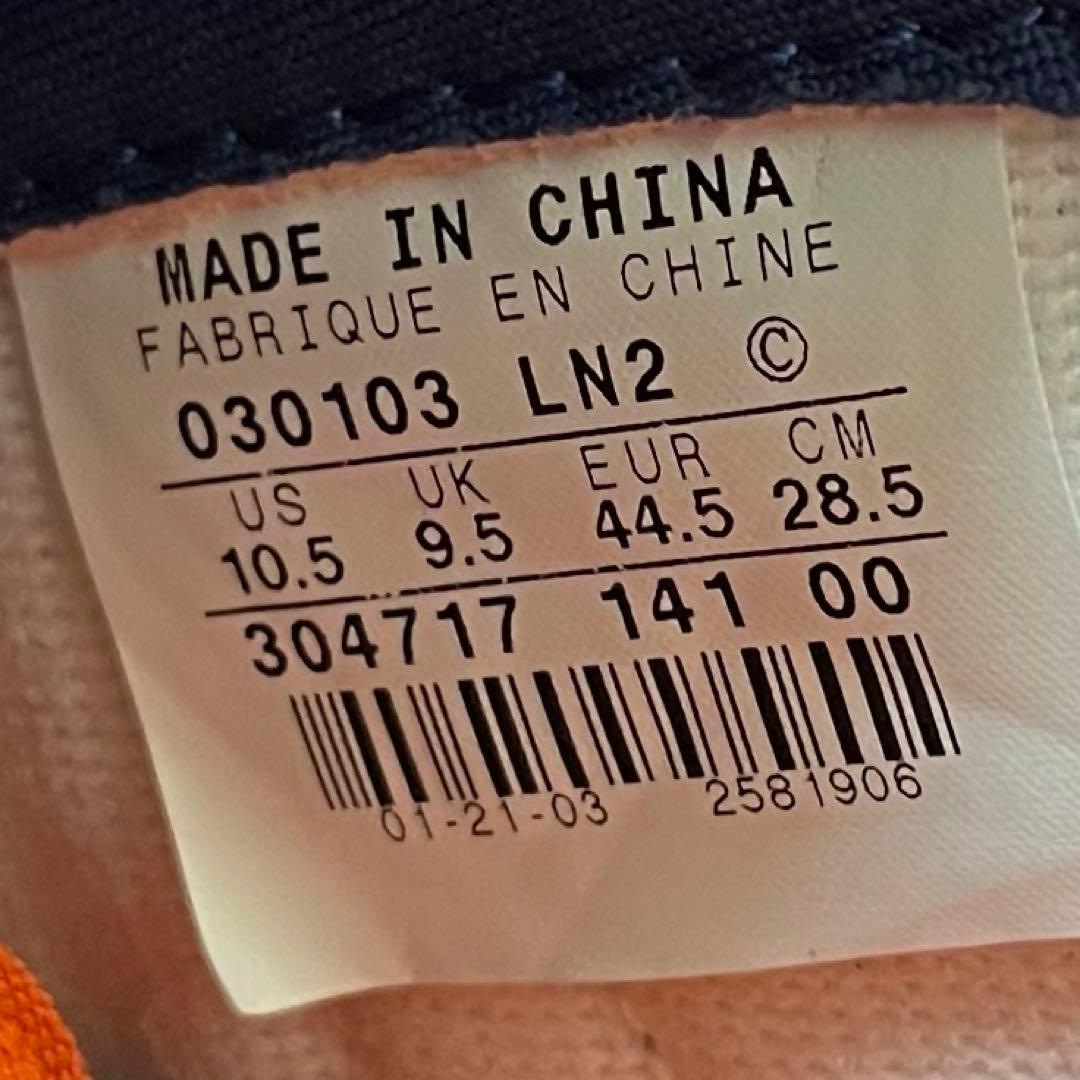 MADE IN CHINA
FABRIQUE EN CHINE
030103 LN2 ©
US UK EUR CM
10.5 9.5 44.5 28.5
304717 141 00
01-21-03 2581906